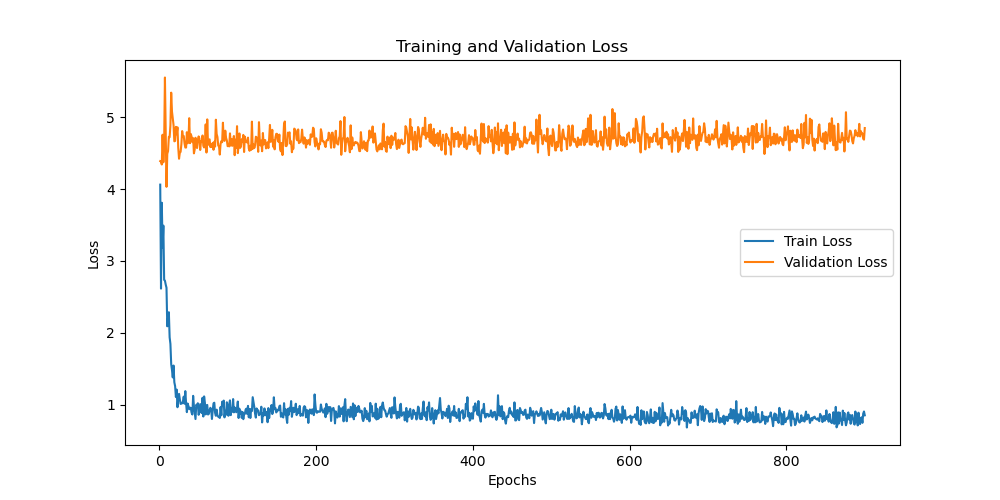 Training and Validation Loss
Loss
5
4
3
2
1
Train Loss
Validation Loss
0 200 400 600 800
Epochs